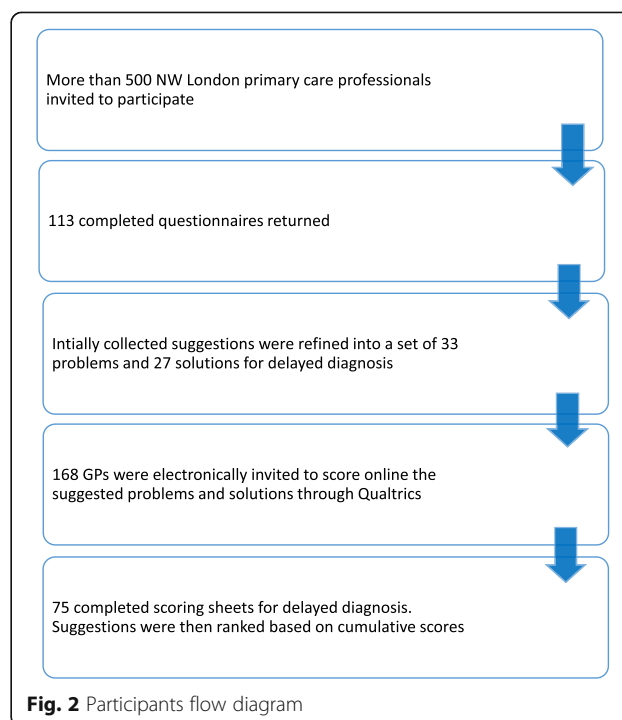 More than 500 NW London primary care professionals
invited to participate
113 completed questionnaires returned
Intially collected suggestions were refined into a set of 33
problems and 27 solutions for delayed diagnosis
168 GPs were electronically invited to score online the
suggested problems and solutions through Qualtrics
75 completed scoring sheets for delayed diagnosis.
Suggestions were then ranked based on cumulative scores
Fig. 2 Participants flow diagram